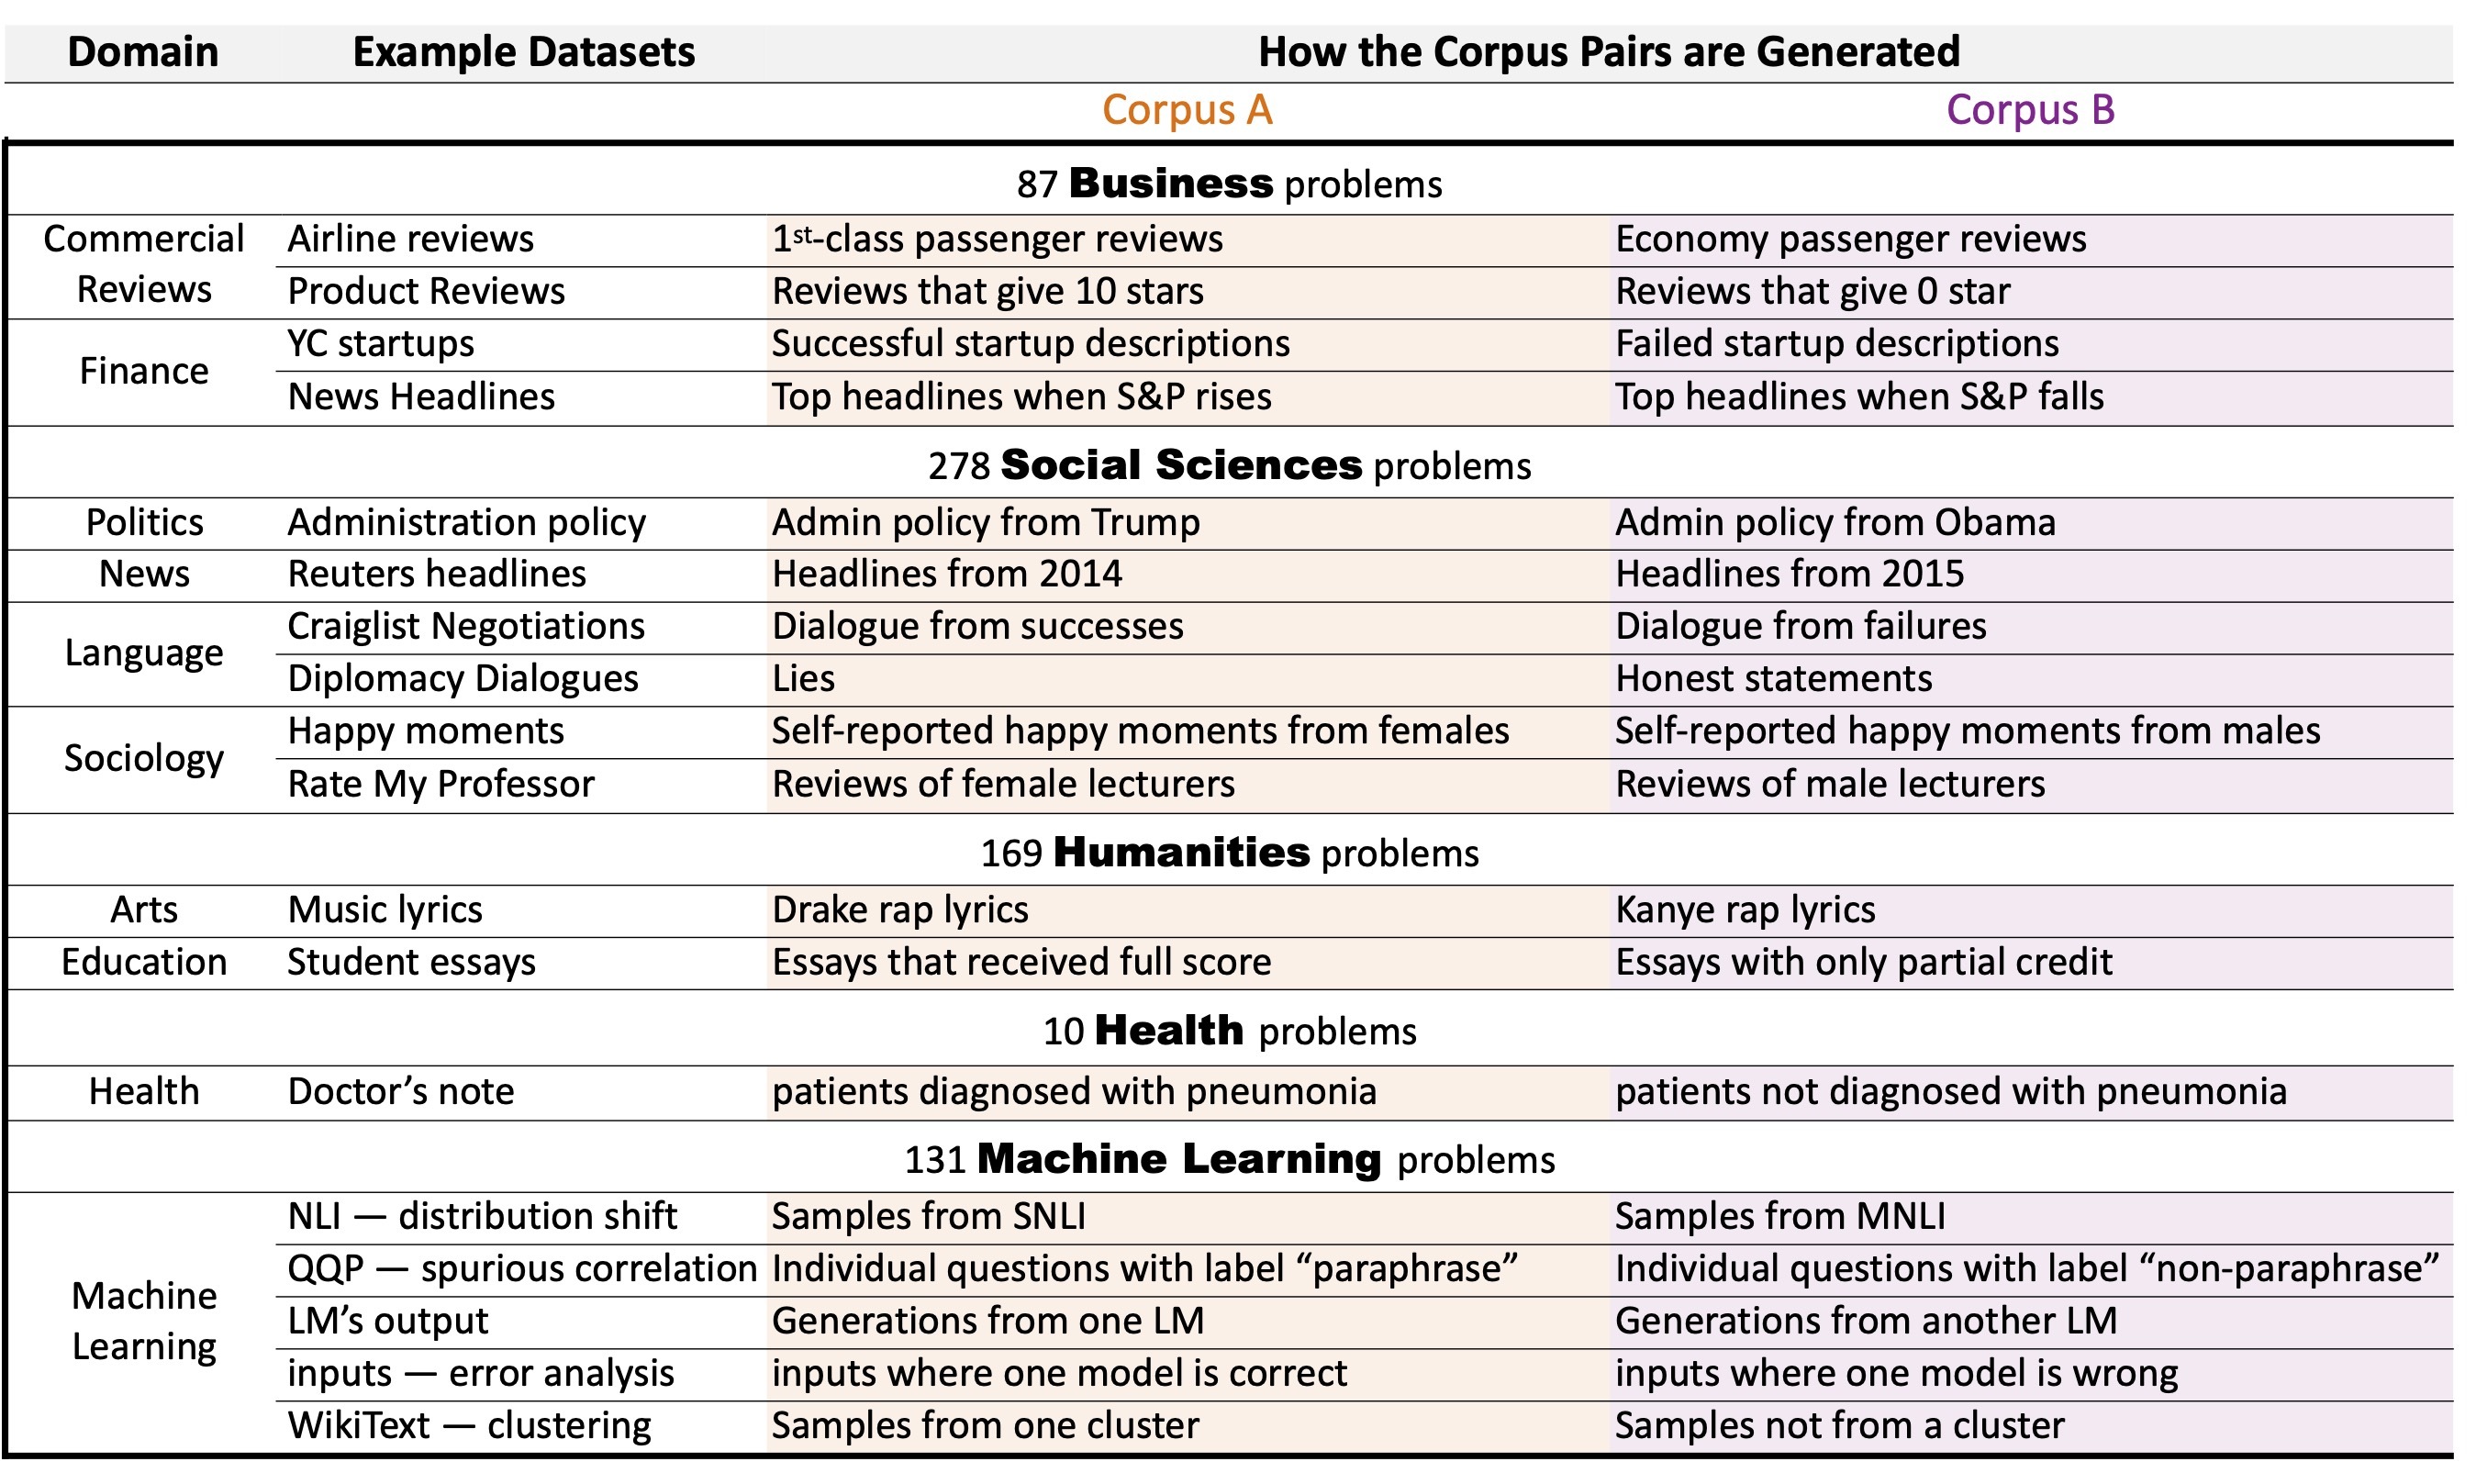 Domain Example Datasets How the Corpus Pairs are Generated
Corpus A Corpus B
87 Business problems
Commercial Reviews
Airline reviews 1st-class passenger reviews Economy passenger reviews
Product Reviews Reviews that give 10 stars Reviews that give 0 star
Finance
YC startups Successful startup descriptions Failed startup descriptions
News Headlines Top headlines when S&P rises Top headlines when S&P falls
278 Social Sciences problems
Politics Administration policy Admin policy from Trump Admin policy from Obama
News Reuters headlines Headlines from 2014 Headlines from 2015
Language
Craiglist Negotiations Dialogue from successes Dialogue from failures
Diplomacy Dialogues Lies Honest statements
Sociology
Happy moments Self-reported happy moments from females Self-reported happy moments from males
Rate My Professor Reviews of female lecturers Reviews of male lecturers
169 Humanities problems
Arts Music lyrics Drake rap lyrics Kanye rap lyrics
Education Student essays Essays that received full score Essays with only partial credit
10 Health problems
Health Doctor’s note patients diagnosed with pneumonia patients not diagnosed with pneumonia
131 Machine Learning problems
Machine Learning
NLI — distribution shift Samples from SNLI Samples from MNLI
QQP — spurious correlation Individual questions with label “paraphrase” Individual questions with label “non-paraphrase”
LM’s output Generations from one LM Generations from another LM
inputs — error analysis inputs where one model is correct inputs where one model is wrong
WikiText — clustering Samples from one cluster Samples not from a cluster